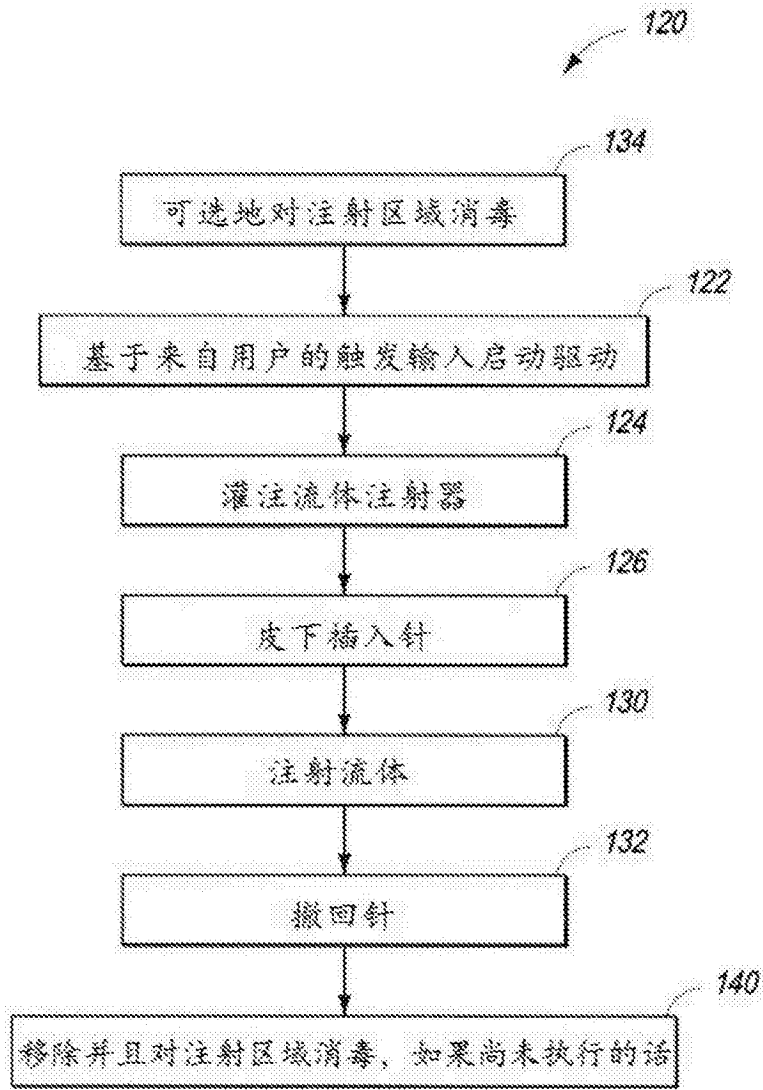 120
134
可选地对注射区域消毒
122
基于来自用户的触发输入启动驱动
124
灌注流体注射器
126
皮下插入针
130
注射流体
132
撤回针
140
移除并且对注射区域消毒，如果尚未执行的话